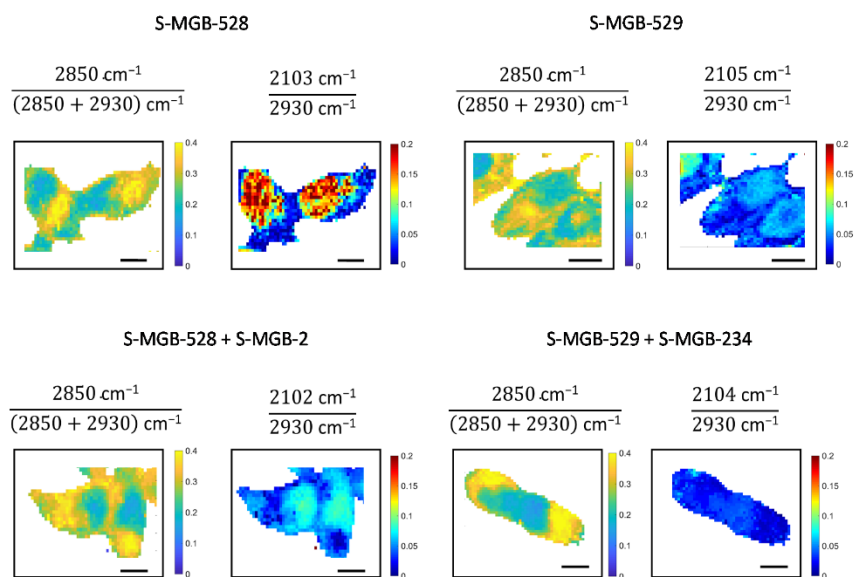 S-MGB-528
S-MGB-529
2850 cm⁻¹
(2850 + 2930) cm⁻¹
2103 cm⁻¹
2930 cm⁻¹
2850 cm⁻¹
(2850 + 2930) cm⁻¹
2105 cm⁻¹
2930 cm⁻¹
0.4
0.3
0.2
0.1
0
0.2
0.15
0.1
0.05
0
0.4
0.3
0.2
0.1
0
0.2
0.15
0.1
0.05
0
S-MGB-528 + S-MGB-2
S-MGB-529 + S-MGB-234
2850 cm⁻¹
(2850 + 2930) cm⁻¹
2102 cm⁻¹
2930 cm⁻¹
2850 cm⁻¹
(2850 + 2930) cm⁻¹
2104 cm⁻¹
2930 cm⁻¹
0.4
0.3
0.2
0.1
0
0.2
0.15
0.1
0.05
0
0.4
0.3
0.2
0.1
0
0.2
0.15
0.1
0.05
0